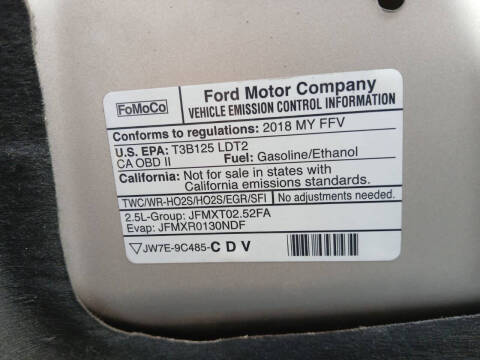 FoMoCo
Ford Motor Company
VEHICLE EMISSION CONTROL INFORMATION
Conforms to regulations: 2018 MY FFV
U.S. EPA: T3B125 LDT2
CA OBD II Fuel: Gasoline/Ethanol
California: Not for sale in states with
California emissions standards.
TWC/WR-HO2S/HO2S/EGR/SFI No adjustments needed.
2.5L-Group: JFMXT02.52FA
Evap: JFMXR0130NDF
▽JW7E-9C485-C D V